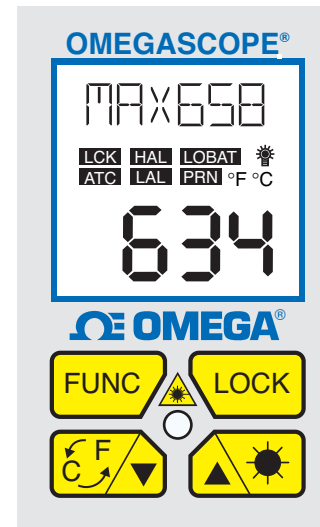 OMEGASCOPE®
MAX658
LCK HAL LOBAT
ATC LAL PRN °F °C
634
OMEGA®
FUNC LOCK
C F